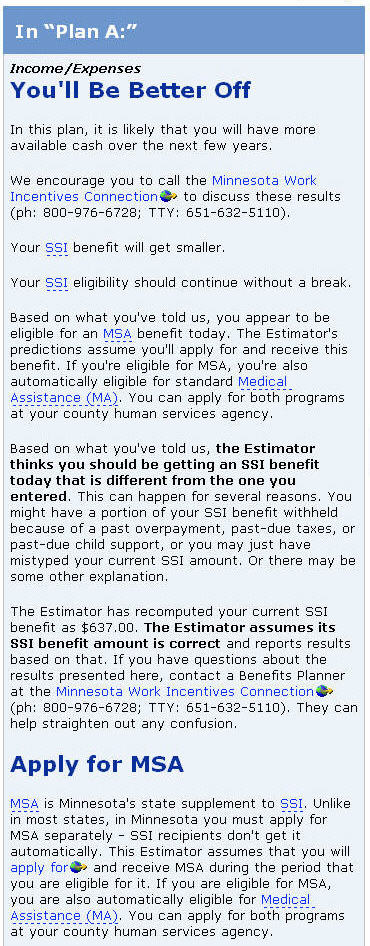 In “Plan A:”
Income/Expenses
You'll Be Better Off
In this plan, it is likely that you will have more
available cash over the next few years.
We encourage you to call the Minnesota Work
Incentives Connection to discuss these results
(ph: 800-976-6728; TTY: 651-632-5110).
Your SSI benefit will get smaller.
Your SSI eligibility should continue without a break.
Based on what you've told us, you appear to be
eligible for an MSA benefit today. The Estimator's
predictions assume you'll apply for and receive this
benefit. If you're eligible for MSA, you're also
automatically eligible for standard Medical
Assistance (MA). You can apply for both programs
at your county human services agency.
Based on what you've told us, the Estimator
thinks you should be getting an SSI benefit
today that is different from the one you
entered. This can happen for several reasons. You
might have a portion of your SSI benefit withheld
because of a past overpayment, past-due taxes, or
past-due child support, or you may just have
mistyped your current SSI amount. Or there may be
some other explanation.
The Estimator has recomputed your current SSI
benefit as $637.00. The Estimator assumes its
SSI benefit amount is correct and reports results
based on that. If you have questions about the
results presented here, contact a Benefits Planner
at the Minnesota Work Incentives Connection
(ph: 800-976-6728; TTY: 651-632-5110). They can
help straighten out any confusion.
Apply for MSA
MSA is Minnesota's state supplement to SSI. Unlike
in most states, in Minnesota you must apply for
MSA separately - SSI recipients don't get it
automatically. This Estimator assumes that you will
apply for and receive MSA during the period that
you are eligible for it. If you are eligible for MSA,
you are also automatically eligible for Medical
Assistance (MA). You can apply for both programs
at your county human services agency.